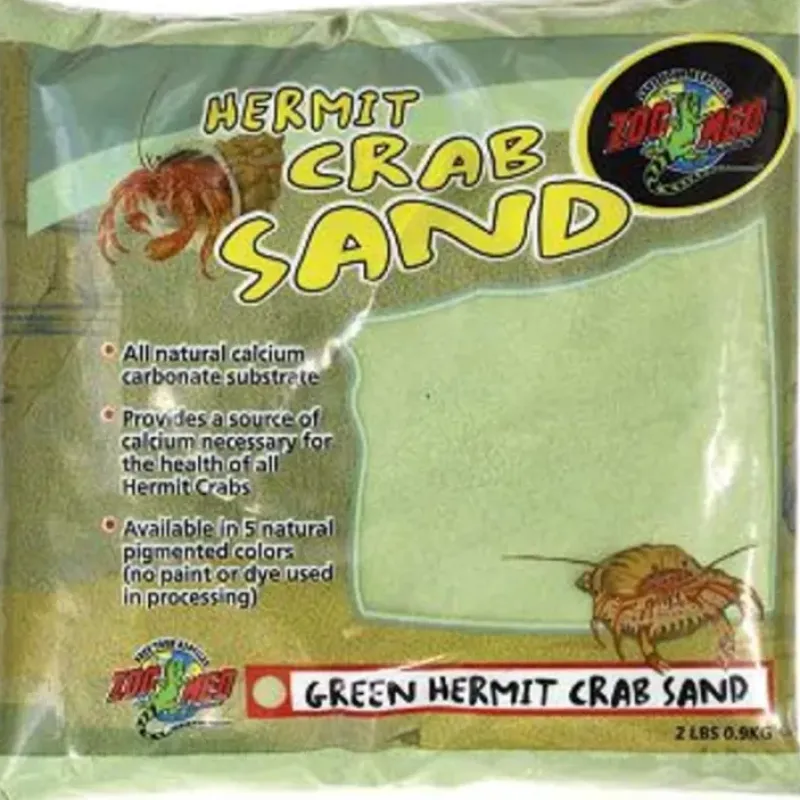 HERMIT
CRAB
SAND
ZOO MED
All natural calcium
carbonate substrate
Provides a source of
calcium necessary for
the health of all
Hermit Crabs
Available in 5 natural
pigmented colors
(no paint or dye used
in processing)
ZOO MED
GREEN HERMIT CRAB SAND
2 LBS 0.9KG